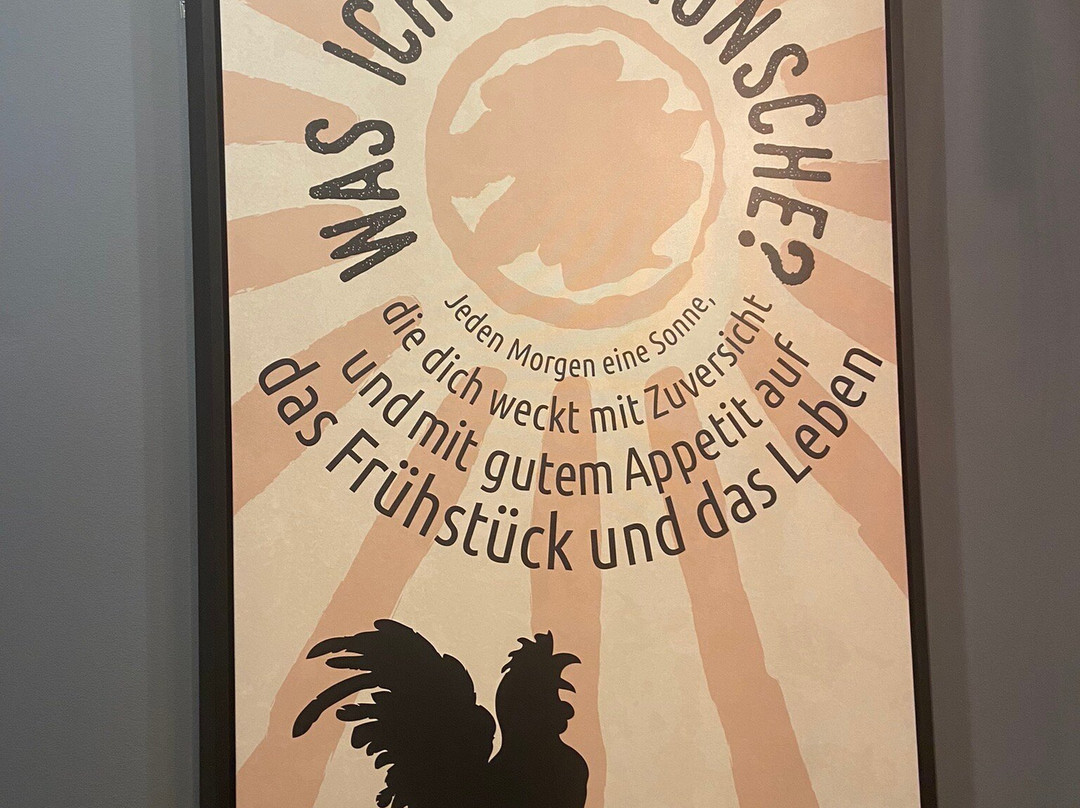 WAS ICH WÜNSCHE?
Jeden Morgen eine Sonne,
die dich weckt mit Zuversicht
und mit gutem Appetit auf
das Frühstück und das Leben